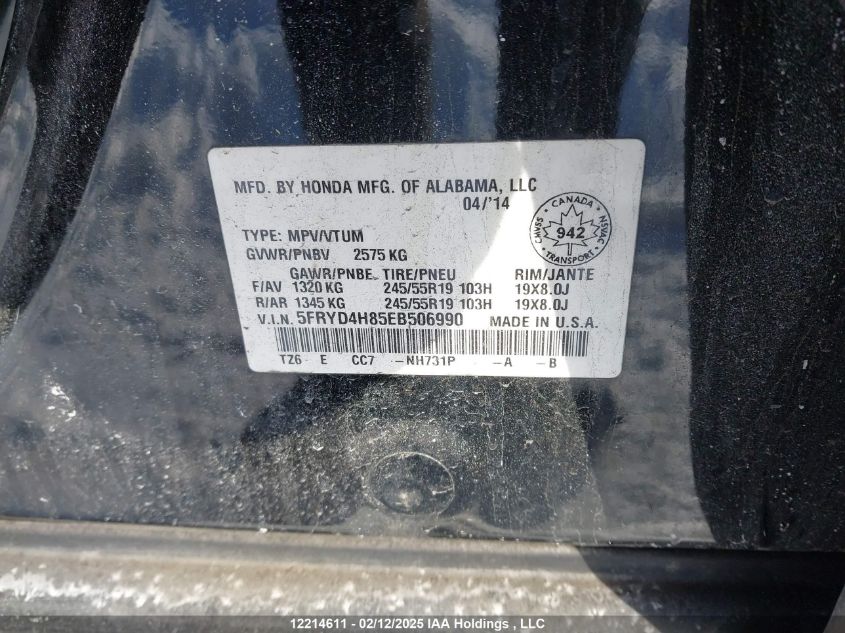 MFD. BY HONDA MFG. OF ALABAMA, LLC
04/'14
CANADA
CMVSS 942 NSVAC
TRANSPORT
TYPE: MPV/VTUM
GVWR/PNBV 2575 KG
GAWR/PNBE TIRE/PNEU RIM/JANTE
F/AV 1320 KG 245/55R19 103H 19X8.0J
R/AR 1345 KG 245/55R19 103H 19X8.0J
V.I.N. 5FRYD4H85EB506990 MADE IN U.S.A.
TZ6 E CC7 -NH731P -A -B
12214611 - 02/12/2025 IAA Holdings , LLC